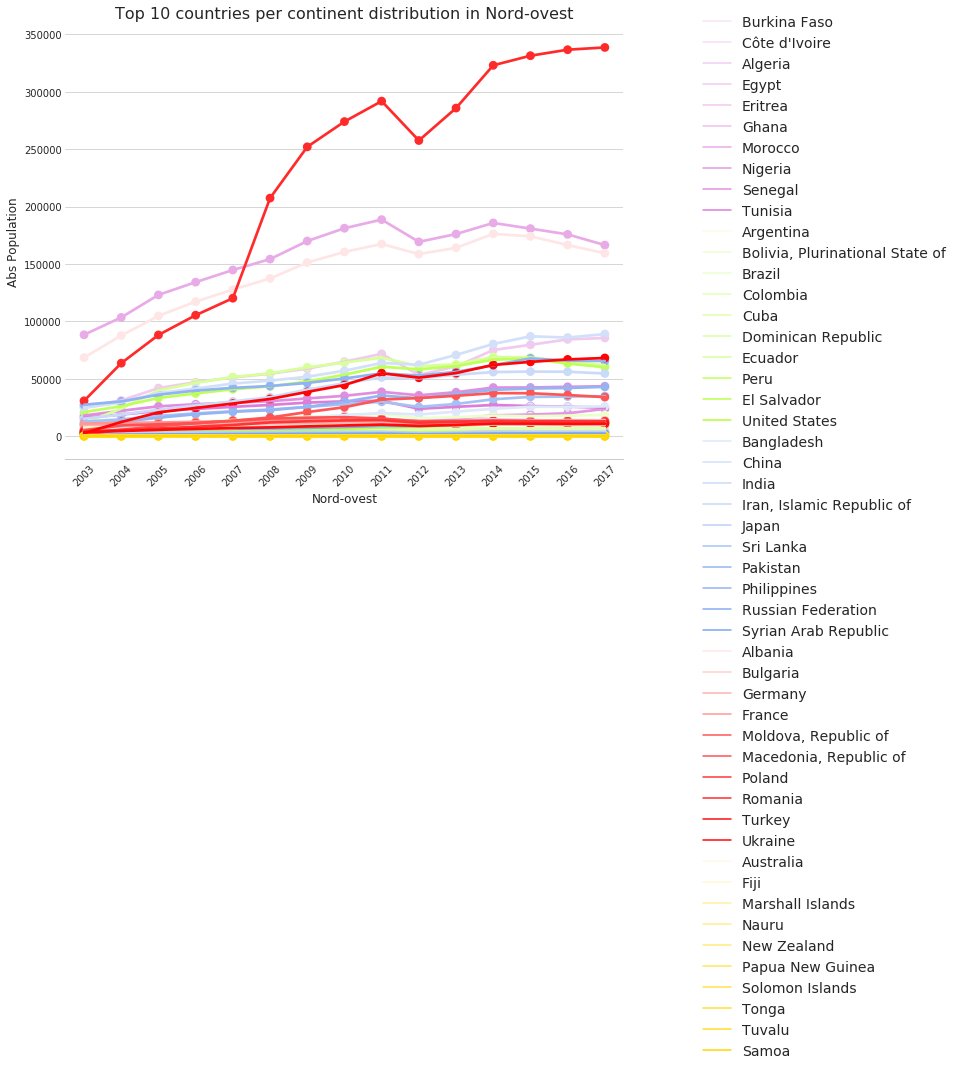 Top 10 countries per continent distribution in Nord-ovest
Abs Population
350000
300000
250000
200000
150000
100000
50000
0
2003
2004
2005
2006
2007
2008
2009
2010
2011
2012
2013
2014
2015
2016
2017
Nord-ovest
Burkina Faso
Côte d'Ivoire
Algeria
Egypt
Eritrea
Ghana
Morocco
Nigeria
Senegal
Tunisia
Argentina
Bolivia, Plurinational State of
Brazil
Colombia
Cuba
Dominican Republic
Ecuador
Peru
El Salvador
United States
Bangladesh
China
India
Iran, Islamic Republic of
Japan
Sri Lanka
Pakistan
Philippines
Russian Federation
Syrian Arab Republic
Albania
Bulgaria
Germany
France
Moldova, Republic of
Macedonia, Republic of
Poland
Romania
Turkey
Ukraine
Australia
Fiji
Marshall Islands
Nauru
New Zealand
Papua New Guinea
Solomon Islands
Tonga
Tuvalu
Samoa